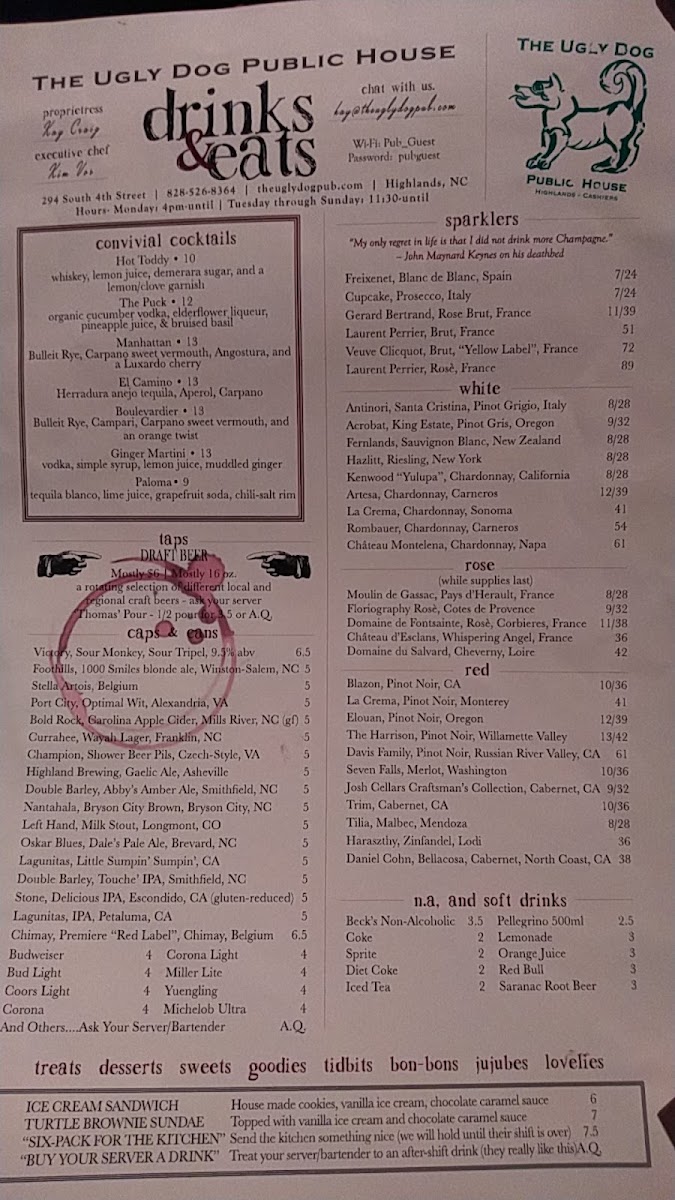 THE UGLY DOG PUBLIC HOUSE
proprietress
Kay Craig
executive chef
drinks
& eats
chat with us.
kay@theuglydogpub.com
Wi-Fi: Pub_Guest
Password: pubguest
294 South 4th Street | 828-526-8364 | theuglydogpub.com | Highlands, NC
Hours- Monday: 4pm-until | Tuesday through Sunday: 11:30-until
THE UGLY DOG
PUBLIC HOUSE
HIGHLANDS - CASHIERS
convivial cocktails
Hot Toddy • 10
whiskey, lemon juice, demerara sugar, and a
lemon/clove garnish
The Puck • 12
organic cucumber vodka, elderflower liqueur,
pineapple juice, & bruised basil
Manhattan • 13
Bulleit Rye, Carpano sweet vermouth, Angostura, and
a Luxardo cherry
El Camino • 13
Herradura anejo tequila, Aperol, Carpano
Boulevardier • 13
Bulleit Rye, Campari, Carpano sweet vermouth, and
an orange twist
Ginger Martini • 13
vodka, simple syrup, lemon juice, muddled ginger
Paloma • 9
tequila blanco, lime juice, grapefruit soda, chili-salt rim
taps
DRAFT BEER
Mostly $6 | Mostly 16 oz.
a rotating selection of different local and
regional craft beers - ask your server
Thomas' Pour - 1/2 pour for 3.5 or A.Q.
caps & cans
Victory, Sour Monkey, Sour Tripel, 9.5% abv 6.5
Foothills, 1000 Smiles blonde ale, Winston-Salem, NC 5
Stella Artois, Belgium 5
Port City, Optimal Wit, Alexandria, VA 5
Bold Rock, Carolina Apple Cider, Mills River, NC (gf) 5
Currahee, Wayah Lager, Franklin, NC 5
Champion, Shower Beer Pils, Czech-Style, VA 5
Highland Brewing, Gaelic Ale, Asheville 5
Double Barley, Abby's Amber Ale, Smithfield, NC 5
Nantahala, Bryson City Brown, Bryson City, NC 5
Left Hand, Milk Stout, Longmont, CO 5
Oskar Blues, Dale's Pale Ale, Brevard, NC 5
Lagunitas, Little Sumpin' Sumpin', CA 5
Double Barley, Touche' IPA, Smithfield, NC 5
Stone, Delicious IPA, Escondido, CA (gluten-reduced) 5
Lagunitas, IPA, Petaluma, CA 5
Chimay, Premiere "Red Label", Chimay, Belgium 6.5
Budweiser 4 Corona Light 4
Bud Light 4 Miller Lite 4
Coors Light 4 Yuengling 4
Corona 4 Michelob Ultra 4
And Others....Ask Your Server/Bartender A.Q.
sparklers
"My only regret in life is that I did not drink more Champagne."
– John Maynard Keynes on his deathbed
Freixenet, Blanc de Blanc, Spain 7/24
Cupcake, Prosecco, Italy 7/24
Gerard Bertrand, Rose Brut, France 11/39
Laurent Perrier, Brut, France 51
Veuve Clicquot, Brut, "Yellow Label", France 72
Laurent Perrier, Rosè, France 89
white
Antinori, Santa Cristina, Pinot Grigio, Italy 8/28
Acrobat, King Estate, Pinot Gris, Oregon 9/32
Fernlands, Sauvignon Blanc, New Zealand 8/28
Hazlitt, Riesling, New York 8/28
Kenwood "Yulupa", Chardonnay, California 8/28
Artesa, Chardonnay, Carneros 12/39
La Crema, Chardonnay, Sonoma 41
Rombauer, Chardonnay, Carneros 54
Château Montelena, Chardonnay, Napa 61
rose
(while supplies last)
Moulin de Gassac, Pays d'Herault, France 8/28
Floriography Rosè, Cotes de Provence 9/32
Domaine de Fontsainte, Rosè, Corbieres, France 11/38
Château d'Esclans, Whispering Angel, France 36
Domaine du Salvard, Cheverny, Loire 42
red
Blazon, Pinot Noir, CA 10/36
La Crema, Pinot Noir, Monterey 41
Elouan, Pinot Noir, Oregon 12/39
The Harrison, Pinot Noir, Willamette Valley 13/42
Davis Family, Pinot Noir, Russian River Valley, CA 61
Seven Falls, Merlot, Washington 10/36
Josh Cellars Craftsman's Collection, Cabernet, CA 9/32
Trim, Cabernet, CA 10/36
Tilia, Malbec, Mendoza 8/28
Haraszthy, Zinfandel, Lodi 36
Daniel Cohn, Bellacosa, Cabernet, North Coast, CA 38
n.a. and soft drinks
Beck's Non-Alcoholic 3.5 Pellegrino 500ml 2.5
Coke 2 Lemonade 3
Sprite 2 Orange Juice 3
Diet Coke 2 Red Bull 3
Iced Tea 2 Saranac Root Beer 3
treats desserts sweets goodies tidbits bon-bons jujubes lovelies
ICE CREAM SANDWICH House made cookies, vanilla ice cream, chocolate caramel sauce 6
TURTLE BROWNIE SUNDAE Topped with vanilla ice cream and chocolate caramel sauce 7
"SIX-PACK FOR THE KITCHEN" Send the kitchen something nice (we will hold until their shift is over) 7.5
"BUY YOUR SERVER A DRINK" Treat your server/bartender to an after-shift drink (they really like this)A.Q.